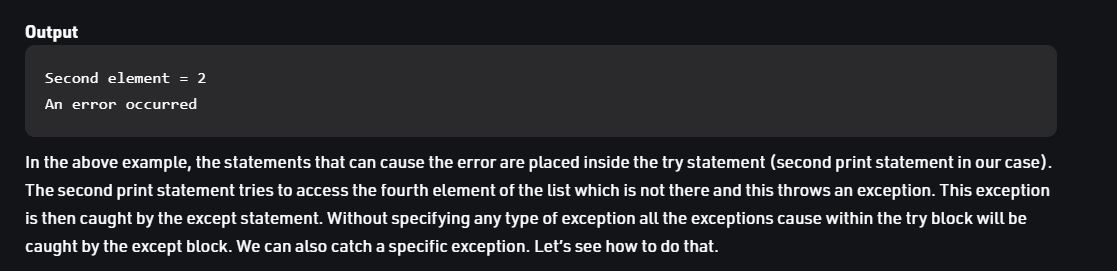 Output
Second element = 2
An error occurred
In the above example, the statements that can cause the error are placed inside the try statement (second print statement in our case).
The second print statement tries to access the fourth element of the list which is not there and this throws an exception. This exception
is then caught by the except statement. Without specifying any type of exception all the exceptions cause within the try block will be
caught by the except block. We can also catch a specific exception. Let’s see how to do that.